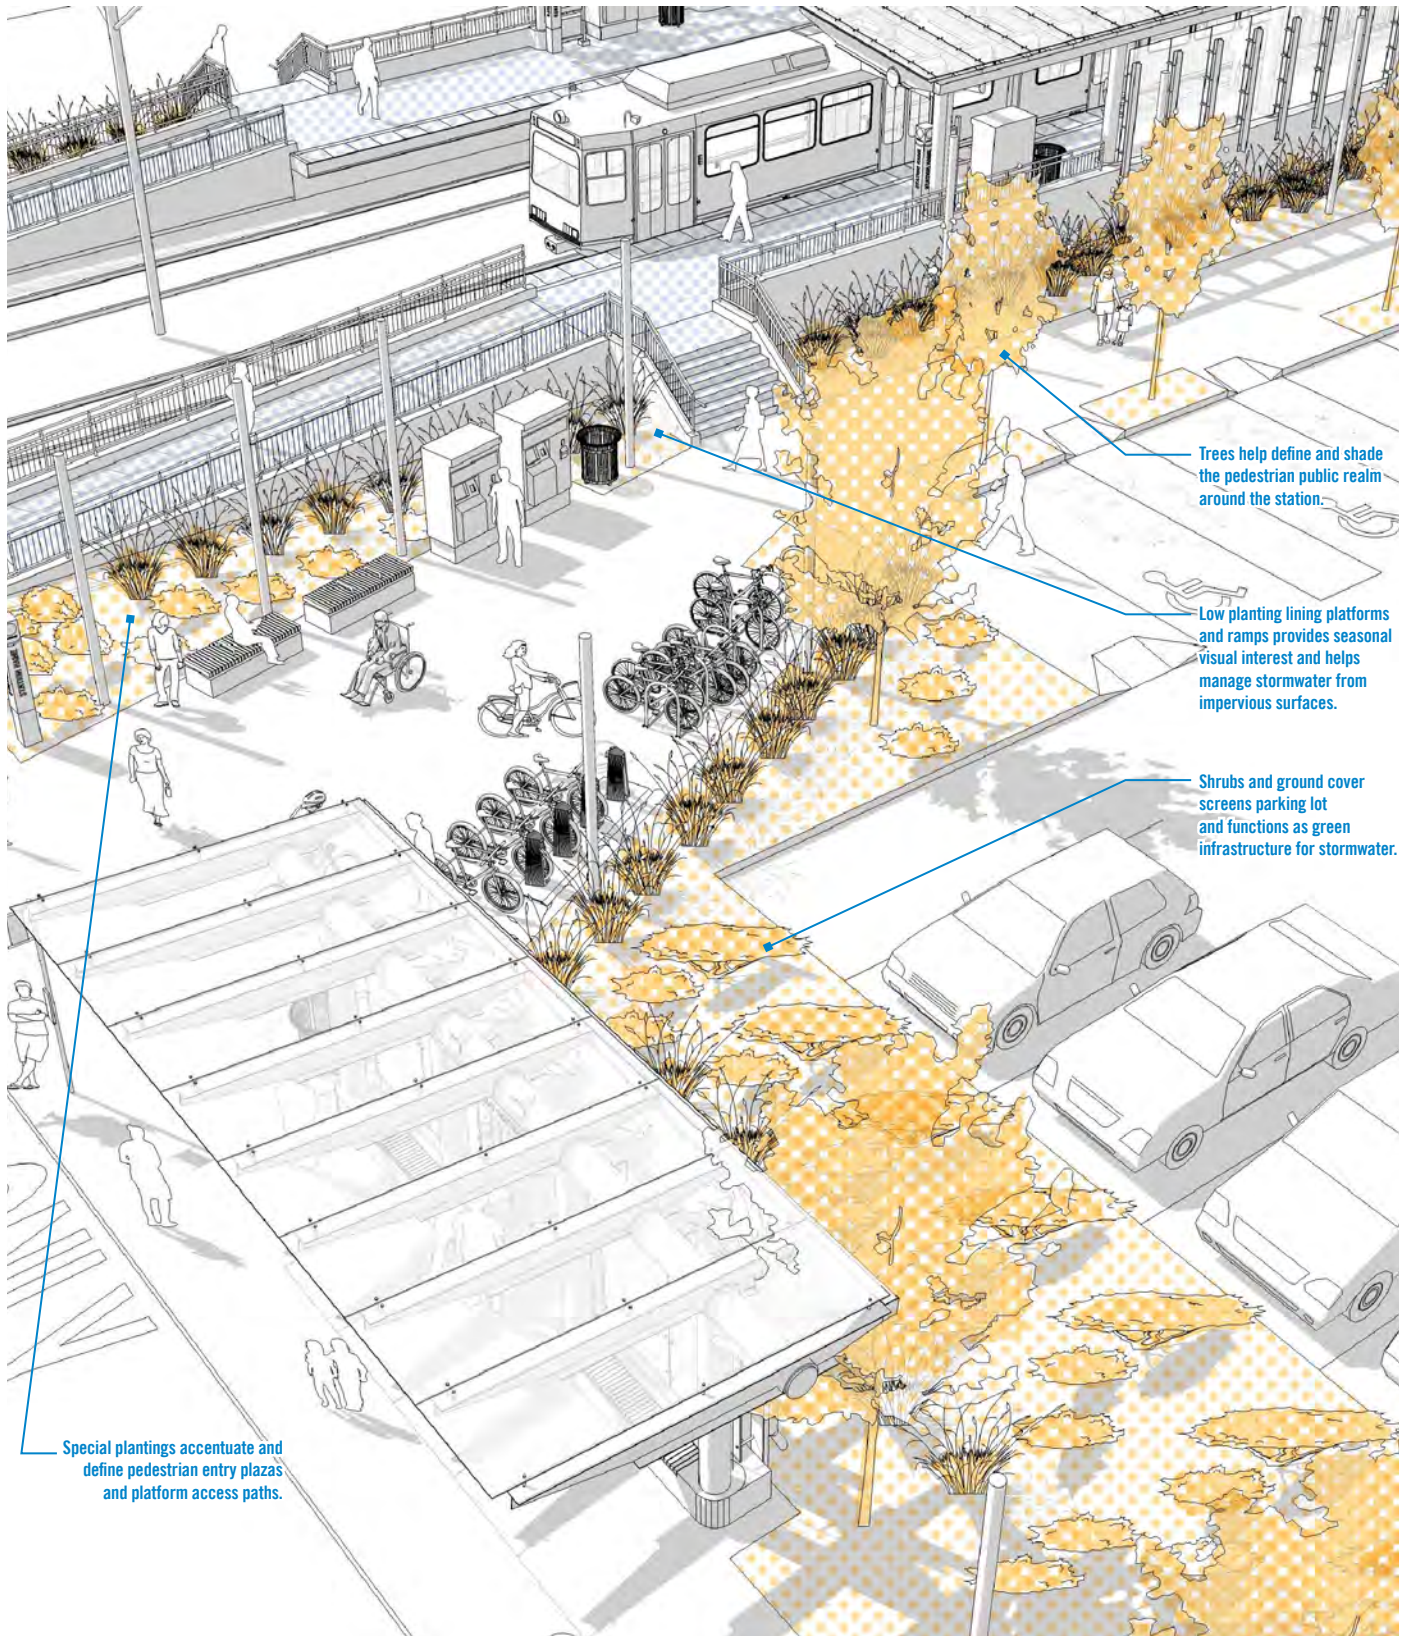 Trees help define and shade
the pedestrian public realm
around the station.
Low planting lining platforms
and ramps provides seasonal
visual interest and helps
manage stormwater from
impervious surfaces.
Shrubs and ground cover
screens parking lot
and functions as green
infrastructure for stormwater.
Special plantings accentuate and
define pedestrian entry plazas
and platform access paths.